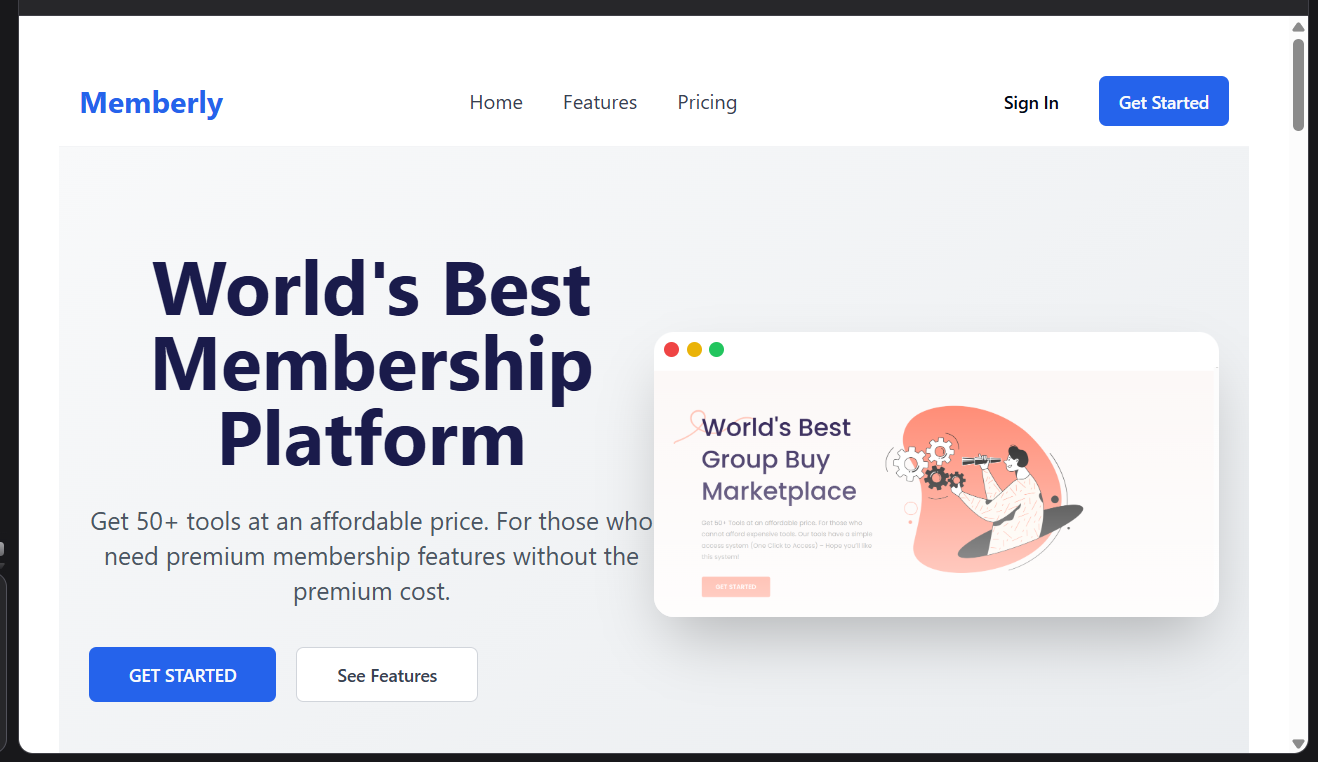 Memberly
Home
Features
Pricing
Sign In
Get Started
World's Best
Membership
Platform
Get 50+ tools at an affordable price. For those who
need premium membership features without the
premium cost.
GET STARTED
See Features
World's Best
Group Buy
Marketplace
Get 50+ Tools at an affordable price. For those who
cannot afford expensive tools. Our tools have a simple
access system (One Click to Access) – Hope you'll like
this system!
GET STARTED